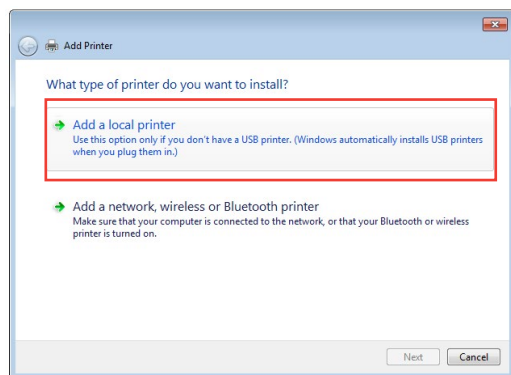 Add Printer
What type of printer do you want to install?
Add a local printer
Use this option only if you don't have a USB printer. (Windows automatically installs USB printers
when you plug them in.)
Add a network, wireless or Bluetooth printer
Make sure that your computer is connected to the network, or that your Bluetooth or wireless
printer is turned on.
Next Cancel